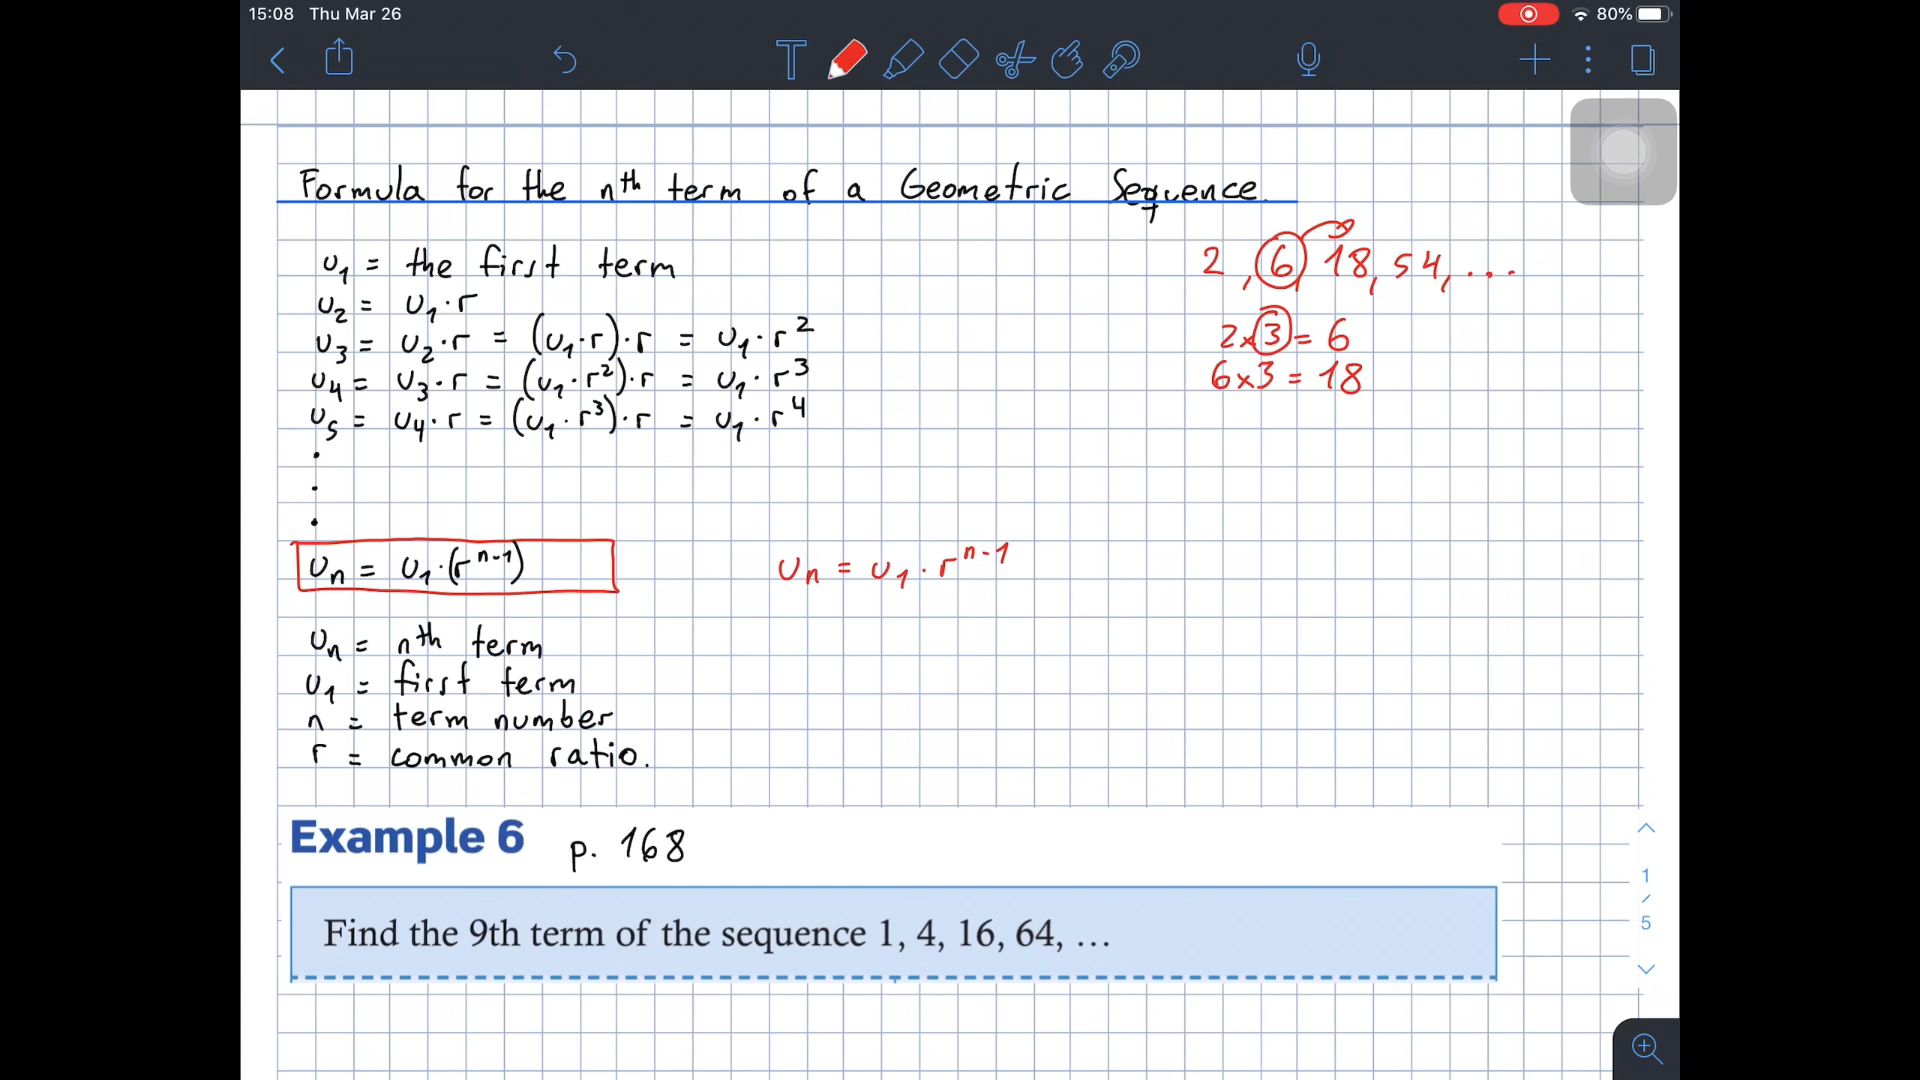 15:08 Thu Mar 26 80%
Formula for the nth term of a Geometric Sequence.
u₁ = the first term
u₂ = u₁·r
u₃ = u₂·r = (u₁·r)·r = u₁·r²
u₄ = u₃·r = (u₁·r²)·r = u₁·r³
u₅ = u₄·r = (u₁·r³)·r = u₁·r⁴
.
.
.
2, 6, 18, 54, ...
2×3 = 6
6×3 = 18
uₙ = u₁·(rⁿ⁻¹)
uₙ = u₁·rⁿ⁻¹
uₙ = nth term
u₁ = first term
n = term number
r = common ratio.
Example 6 p. 168
Find the 9th term of the sequence 1, 4, 16, 64, …
1
/
5